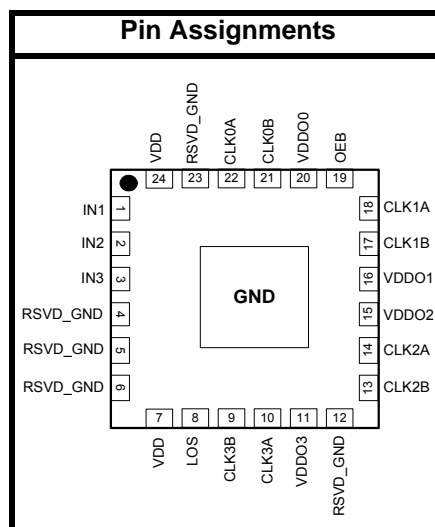 Pin Assignments
VDD
RSVD_GND
CLK0A
CLK0B
VDDO0
OEB
24 23 22 21 20 19
IN1 1
IN2 2
IN3 3
RSVD_GND 4
RSVD_GND 5
RSVD_GND 6
GND
18 CLK1A
17 CLK1B
16 VDDO1
15 VDDO2
14 CLK2A
13 CLK2B
7 8 9 10 11 12
VDD
LOS
CLK3B
CLK3A
VDDO3
RSVD_GND